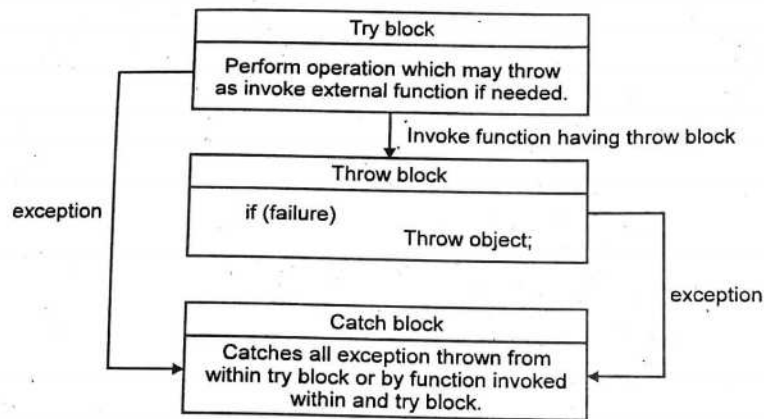 Try block
Perform operation which may throw
as invoke external function if needed.
Invoke function having throw block
Throw block
exception
if (failure)
Throw object;
exception
Catch block
Catches all exception thrown from
within try block or by function invoked
within and try block.